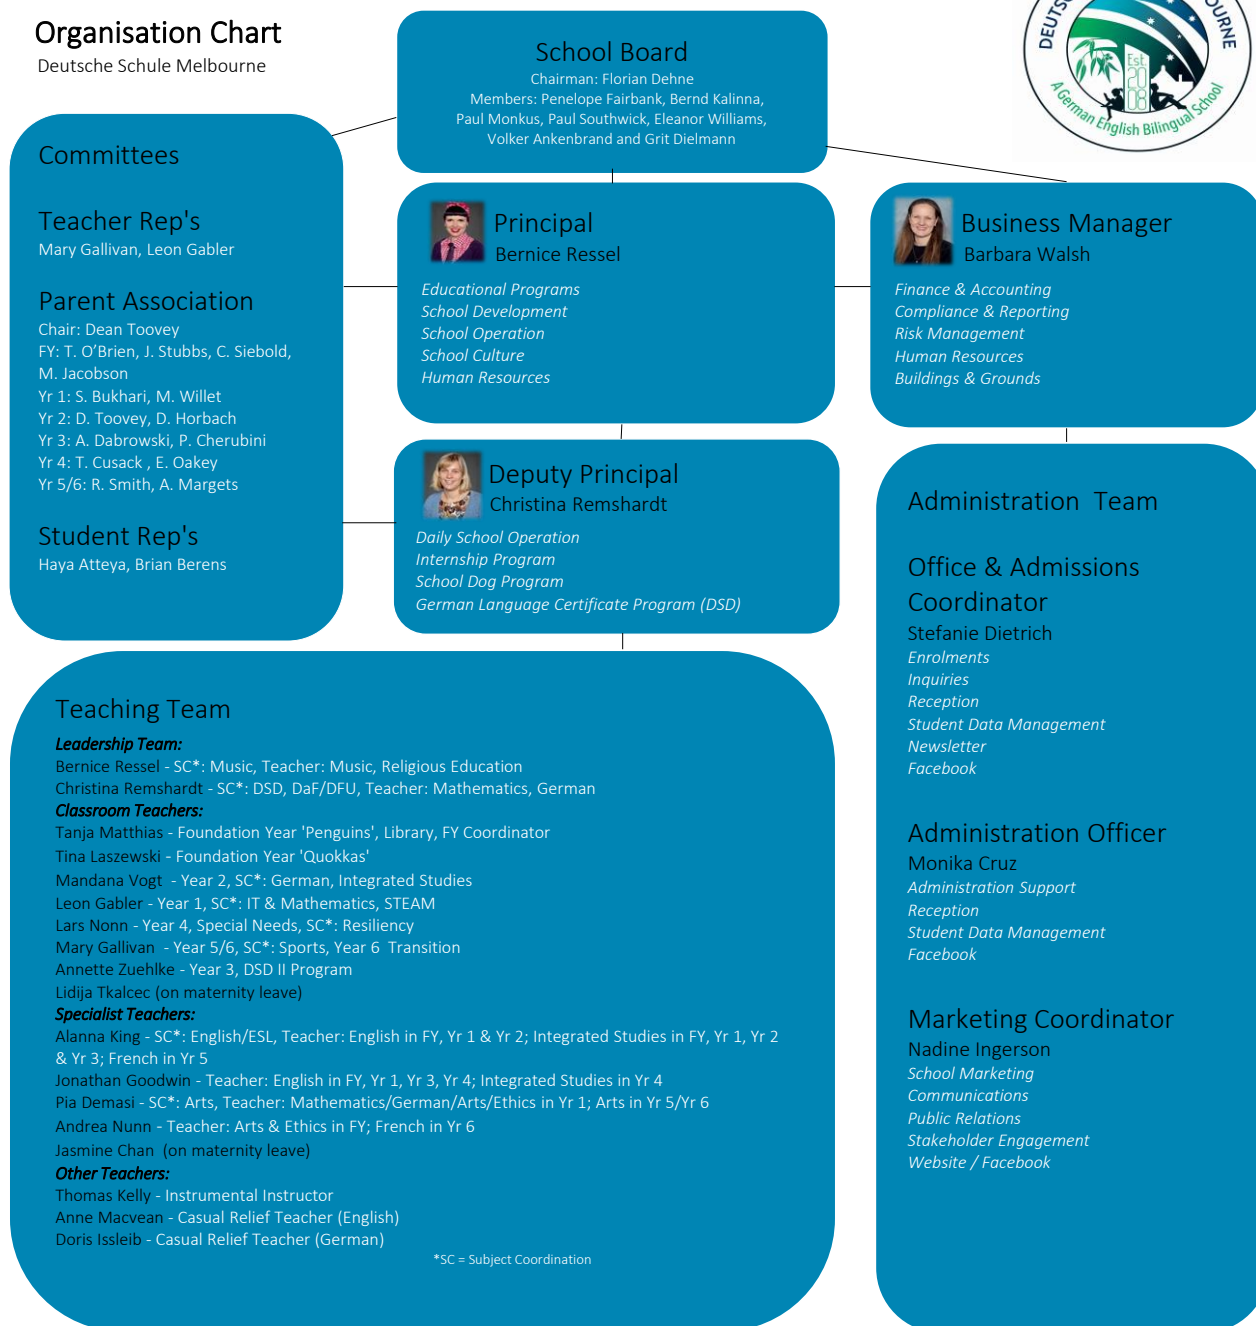 Organisation Chart
Deutsche Schule Melbourne
School Board
Chairman: Florian Dehne
Members: Penelope Fairbank, Bernd Kalinna,
Paul Monkus, Paul Southwick, Eleanor Williams,
Volker Ankenbrand and Grit Dielmann
Est.
20
08
A German English Bilingual School
Committees
Teacher Rep's
Mary Gallivan, Leon Gabler
Parent Association
Chair: Dean Toovey
FY: T. O’Brien, J. Stubbs, C. Siebold,
M. Jacobson
Yr 1: S. Bukhari, M. Willet
Yr 2: D. Toovey, D. Horbach
Yr 3: A. Dabrowski, P. Cherubini
Yr 4: T. Cusack , E. Oakey
Yr 5/6: R. Smith, A. Margets
Student Rep's
Haya Atteya, Brian Berens
Principal
Bernice Ressel
Educational Programs
School Development
School Operation
School Culture
Human Resources
Business Manager
Barbara Walsh
Finance & Accounting
Compliance & Reporting
Risk Management
Human Resources
Buildings & Grounds
Deputy Principal
Christina Remshardt
Daily School Operation
Internship Program
School Dog Program
German Language Certificate Program (DSD)
Administration Team
Office & Admissions
Coordinator
Stefanie Dietrich
Enrolments
Inquiries
Reception
Student Data Management
Newsletter
Facebook
Administration Officer
Monika Cruz
Administration Support
Reception
Student Data Management
Facebook
Marketing Coordinator
Nadine Ingerson
School Marketing
Communications
Public Relations
Stakeholder Engagement
Website / Facebook
Teaching Team
Leadership Team:
Bernice Ressel - SC*: Music, Teacher: Music, Religious Education
Christina Remshardt - SC*: DSD, DaF/DFU, Teacher: Mathematics, German
Classroom Teachers:
Tanja Matthias - Foundation Year 'Penguins', Library, FY Coordinator
Tina Laszewski - Foundation Year 'Quokkas'
Mandana Vogt - Year 2, SC*: German, Integrated Studies
Leon Gabler - Year 1, SC*: IT & Mathematics, STEAM
Lars Nonn - Year 4, Special Needs, SC*: Resiliency
Mary Gallivan - Year 5/6, SC*: Sports, Year 6 Transition
Annette Zuehlke - Year 3, DSD II Program
Lidija Tkalcec (on maternity leave)
Specialist Teachers:
Alanna King - SC*: English/ESL, Teacher: English in FY, Yr 1 & Yr 2; Integrated Studies in FY, Yr 1, Yr 2
& Yr 3; French in Yr 5
Jonathan Goodwin - Teacher: English in FY, Yr 1, Yr 3, Yr 4; Integrated Studies in Yr 4
Pia Demasi - SC*: Arts, Teacher: Mathematics/German/Arts/Ethics in Yr 1; Arts in Yr 5/Yr 6
Andrea Nunn - Teacher: Arts & Ethics in FY; French in Yr 6
Jasmine Chan (on maternity leave)
Other Teachers:
Thomas Kelly - Instrumental Instructor
Anne Macvean - Casual Relief Teacher (English)
Doris Issleib - Casual Relief Teacher (German)
*SC = Subject Coordination